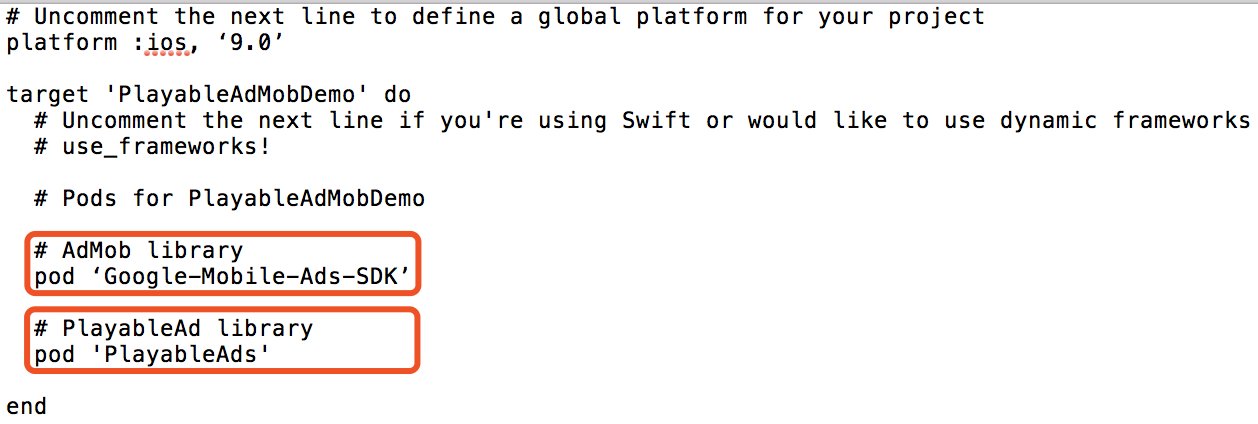 # Uncomment the next line to define a global platform for your project
platform :ios, ‘9.0’
target 'PlayableAdMobDemo' do
# Uncomment the next line if you're using Swift or would like to use dynamic frameworks
# use_frameworks!
# Pods for PlayableAdMobDemo
# AdMob library
pod ‘Google-Mobile-Ads-SDK’
# PlayableAd library
pod 'PlayableAds'
end